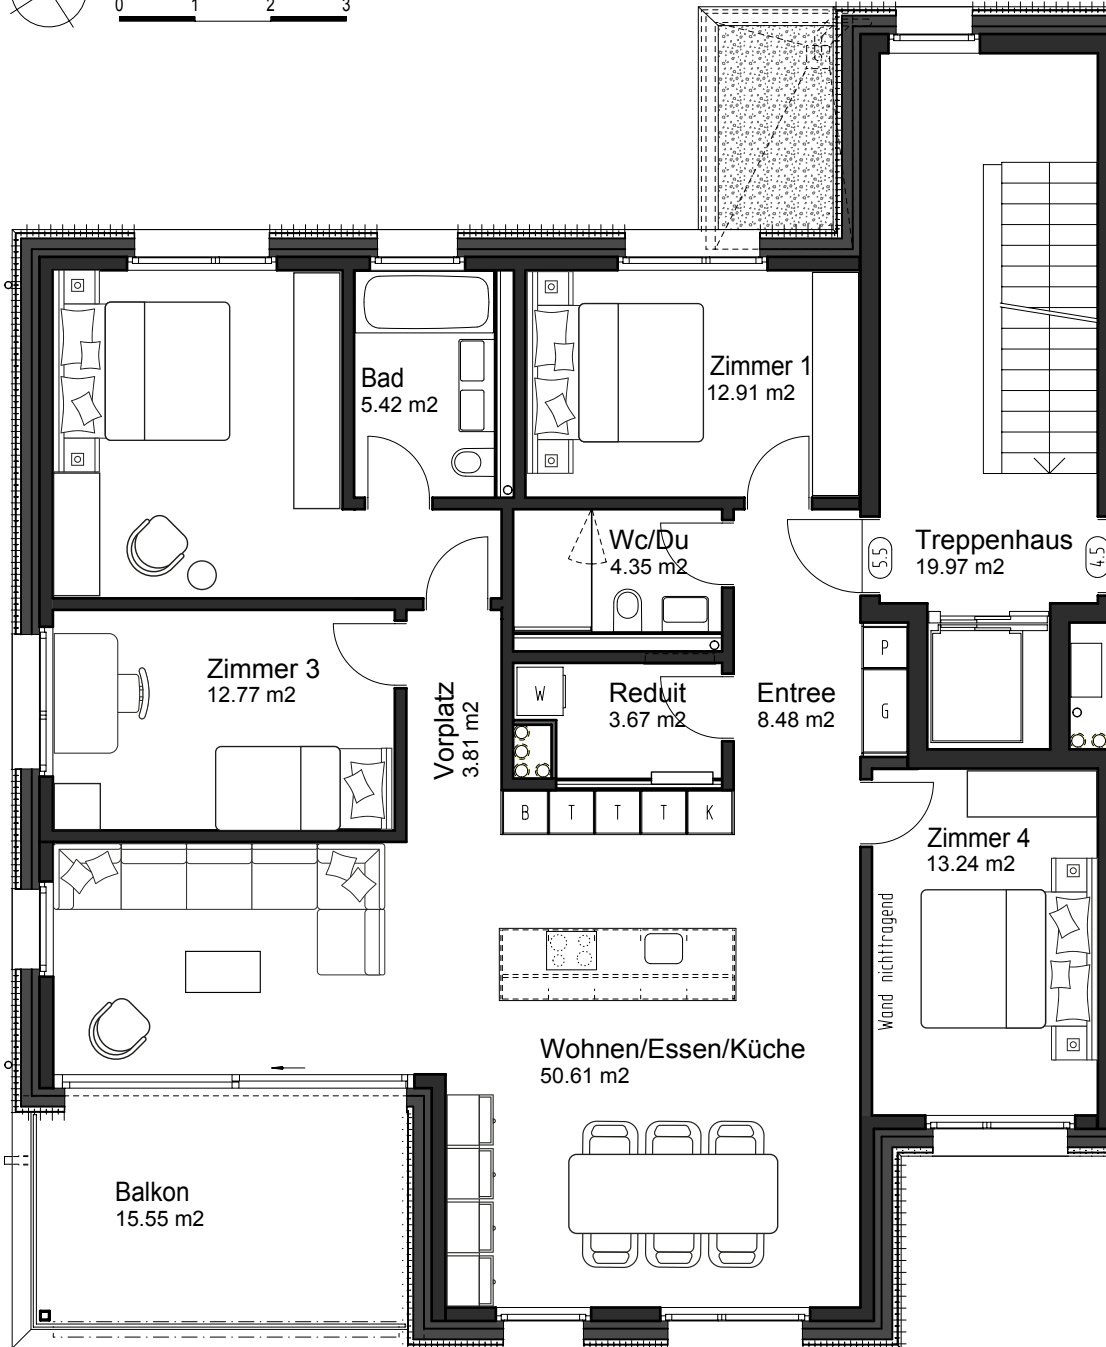 0 1 2 3
Bad
5.42 m2
Zimmer 1
12.91 m2
Wc/Du
4.35 m2
Treppenhaus
19.97 m2
5.5
4.5
Zimmer 3
12.77 m2
Vorplatz
3.81 m2
W
Reduit
3.67 m2
Entree
8.48 m2
P
G
B T T T K
Zimmer 4
13.24 m2
Wand nichttragend
Wohnen/Essen/Küche
50.61 m2
Balkon
15.55 m2